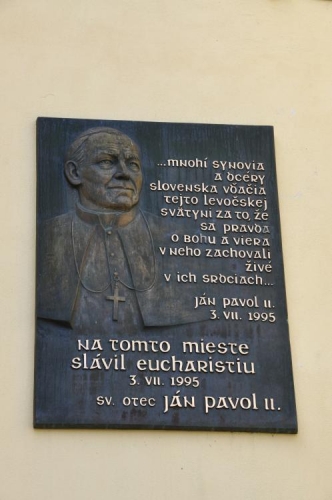 ...mnohí synovia
a dcéry
slovenska vďačia
tejto levočskej
svätyni za to, že
sa pravda
o Bohu a viera
v neho zachovali
živé
v ich srdciach...
Ján Pavol II.
3. VII. 1995
na tomto mieste
slávil eucharistiu
3. VII. 1995
sv. otec Ján Pavol II.